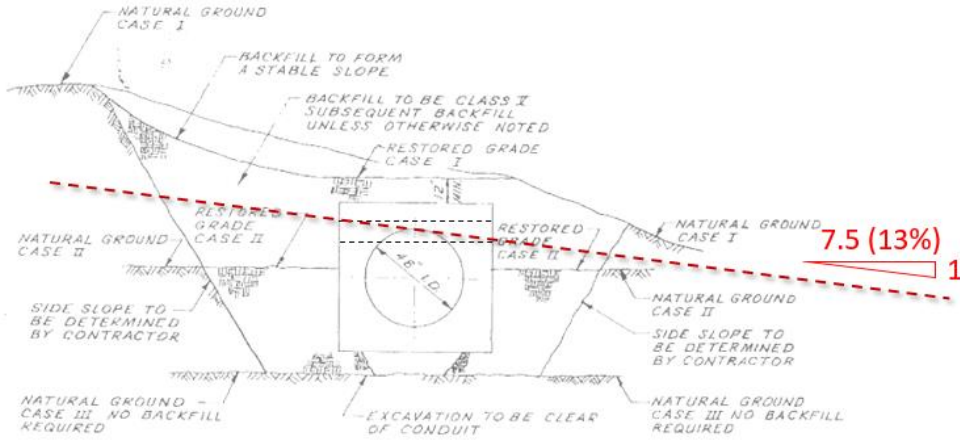 NATURAL GROUND
CASE I
BACKFILL TO FORM
A STABLE SLOPE
BACKFILL TO BE CLASS V
SUBSEQUENT BACKFILL
UNLESS OTHERWISE NOTED
RESTORED GRADE
CASE I
12"
MIN.
RESTORED
GRADE
CASE II
NATURAL GROUND
CASE II
48" I.D.
RESTORED
GRADE
CASE II
NATURAL GROUND
CASE I
7.5 (13%)
1
SIDE SLOPE TO
BE DETERMINED
BY CONTRACTOR
NATURAL GROUND
CASE II
SIDE SLOPE TO
BE DETERMINED
BY CONTRACTOR
NATURAL GROUND -
CASE III NO BACKFILL
REQUIRED
EXCAVATION TO BE CLEAR
OF CONDUIT
NATURAL GROUND
CASE III NO BACKFILL
REQUIRED